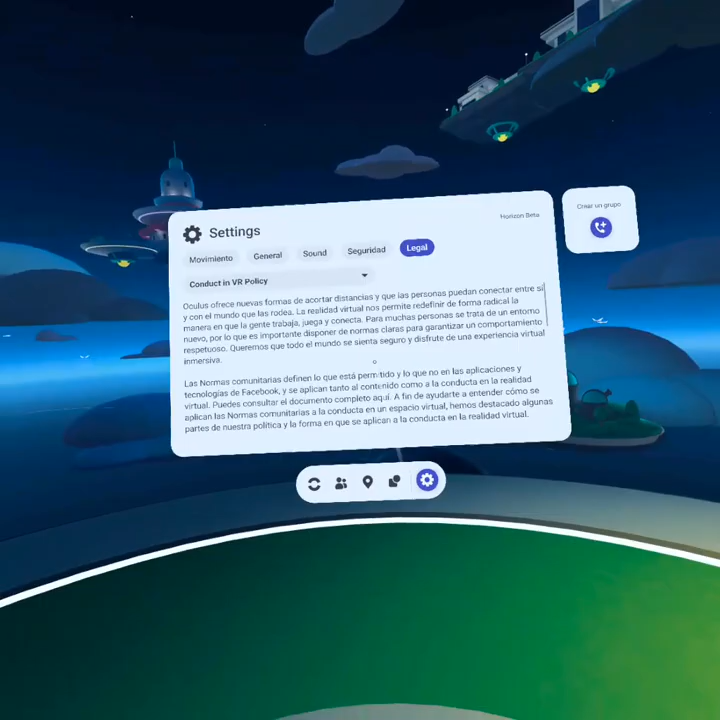 Settings
Horizon Beta
Crear un grupo
Movimiento General Sound Seguridad Legal
Conduct in VR Policy
Oculus ofrece nuevas formas de acortar distancias y que las personas puedan conectar entre sí
y con el mundo que las rodea. La realidad virtual nos permite redefinir de forma radical la
manera en que la gente trabaja, juega y conecta. Para muchas personas se trata de un entorno
nuevo, por lo que es importante disponer de normas claras para garantizar un comportamiento
respetuoso. Queremos que todo el mundo se sienta seguro y disfrute de una experiencia virtual
inmersiva.
Las Normas comunitarias definen lo que está permitido y lo que no en las aplicaciones y
tecnologías de Facebook, y se aplican tanto al contenido como a la conducta en la realidad
virtual. Puedes consultar el documento completo aquí. A fin de ayudarte a entender cómo se
aplican las Normas comunitarias a la conducta en un espacio virtual, hemos destacado algunas
partes de nuestra política y la forma en que se aplican a la conducta en la realidad virtual.